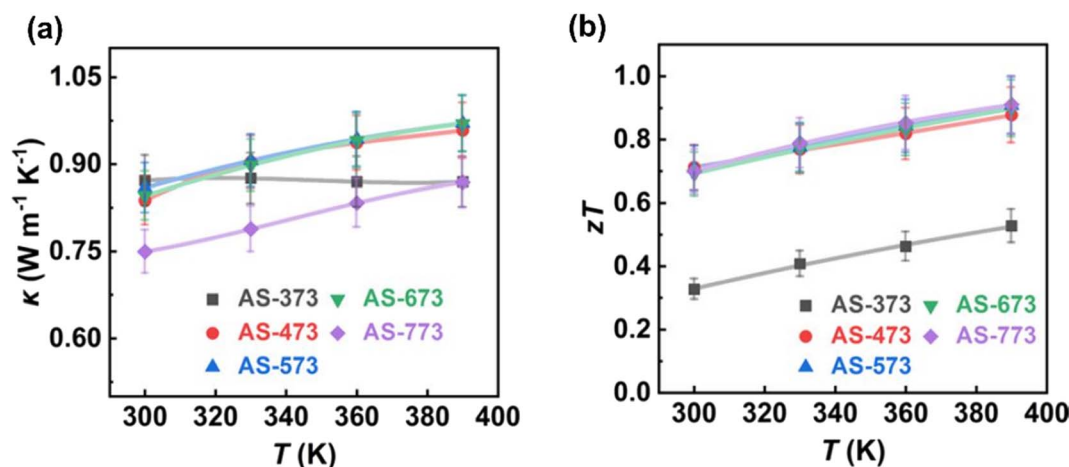 (a)
1.05
0.90
0.75
0.60
κ (W m⁻¹ K⁻¹)
AS-373 AS-673
AS-473 AS-773
AS-573
300 320 340 360 380 400
T (K)
(b)
1.0
0.8
0.6
0.4
0.2
0.0
zT
AS-373 AS-673
AS-473 AS-773
AS-573
300 320 340 360 380 400
T (K)